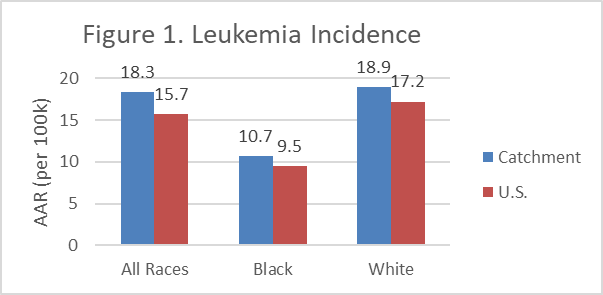 Figure 1. Leukemia Incidence
AAR (per 100k)
20
15
10
5
0
18.3
15.7
10.7
9.5
18.9
17.2
All Races
Black
White
Catchment
U.S.